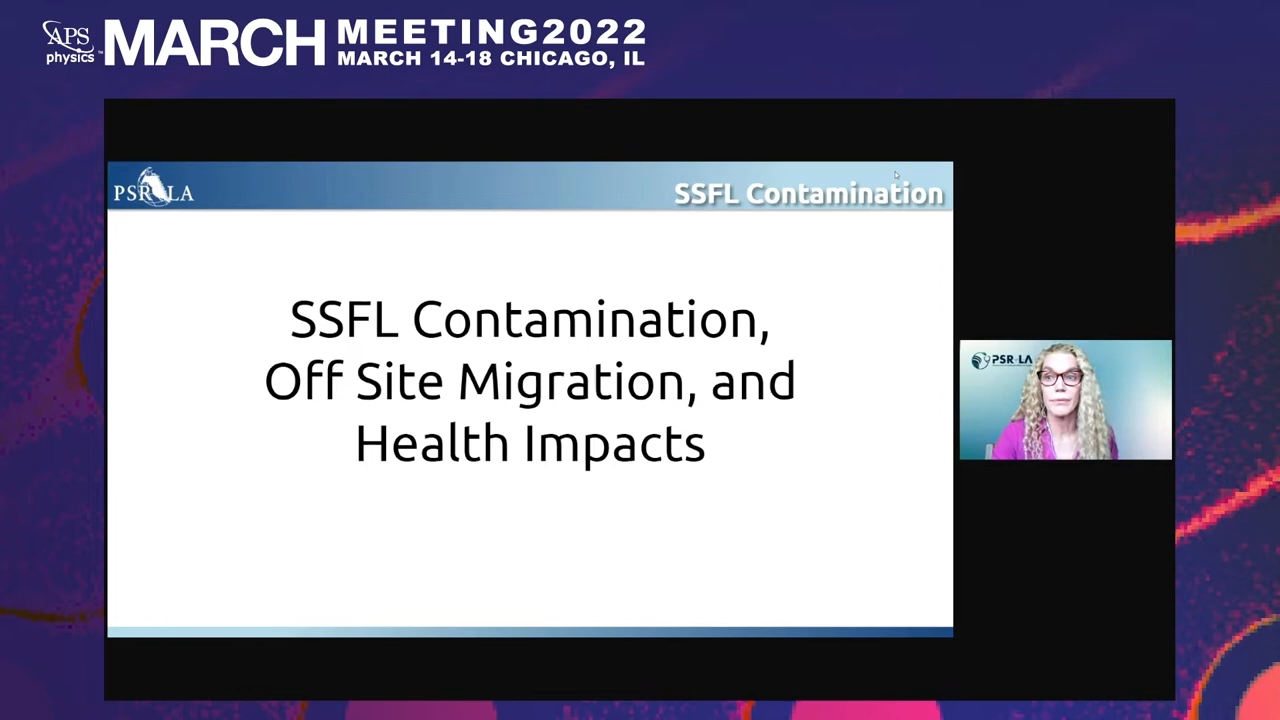 APS
physics
MARCH
MEETING2022
MARCH 14-18 CHICAGO, IL
PSR LA
SSFL Contamination
SSFL Contamination,
Off Site Migration, and
Health Impacts
PSR LA